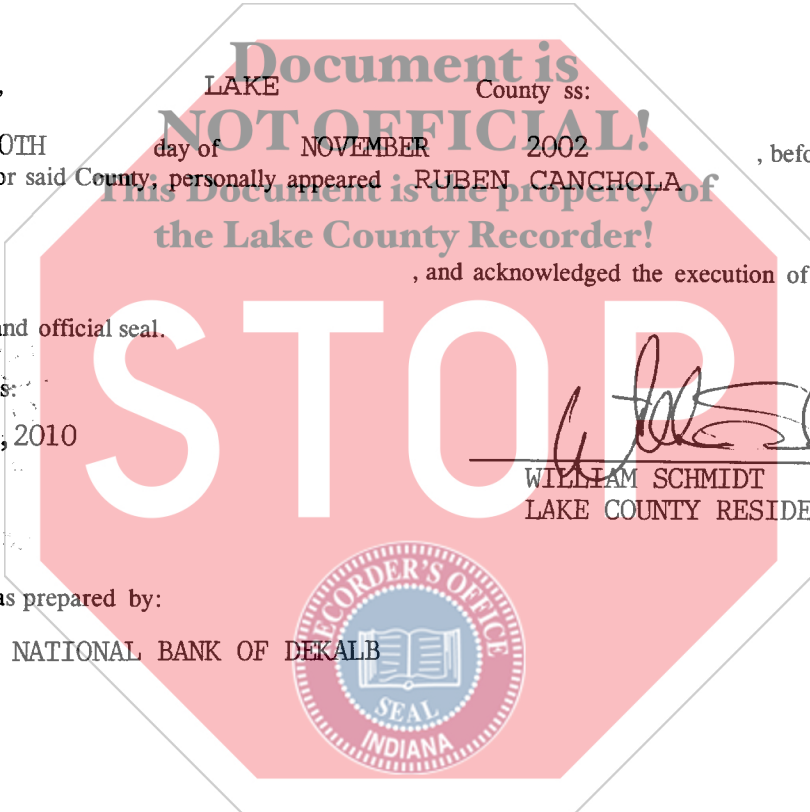 Document is
, LAKE County ss:
NOT OFFICIAL!
OTH day of NOVEMBER 2002 , befo
or said County, personally appeared RUBEN CANCHOLA
This Document is the property of
the Lake County Recorder!
, and acknowledged the execution of
and official seal.
s:
, 2010
STOP
WILLIAM SCHMIDT
LAKE COUNTY RESIDE
as prepared by:
NATIONAL BANK OF DEKALB
RECORDER'S OFFICE
SEAL
INDIANA